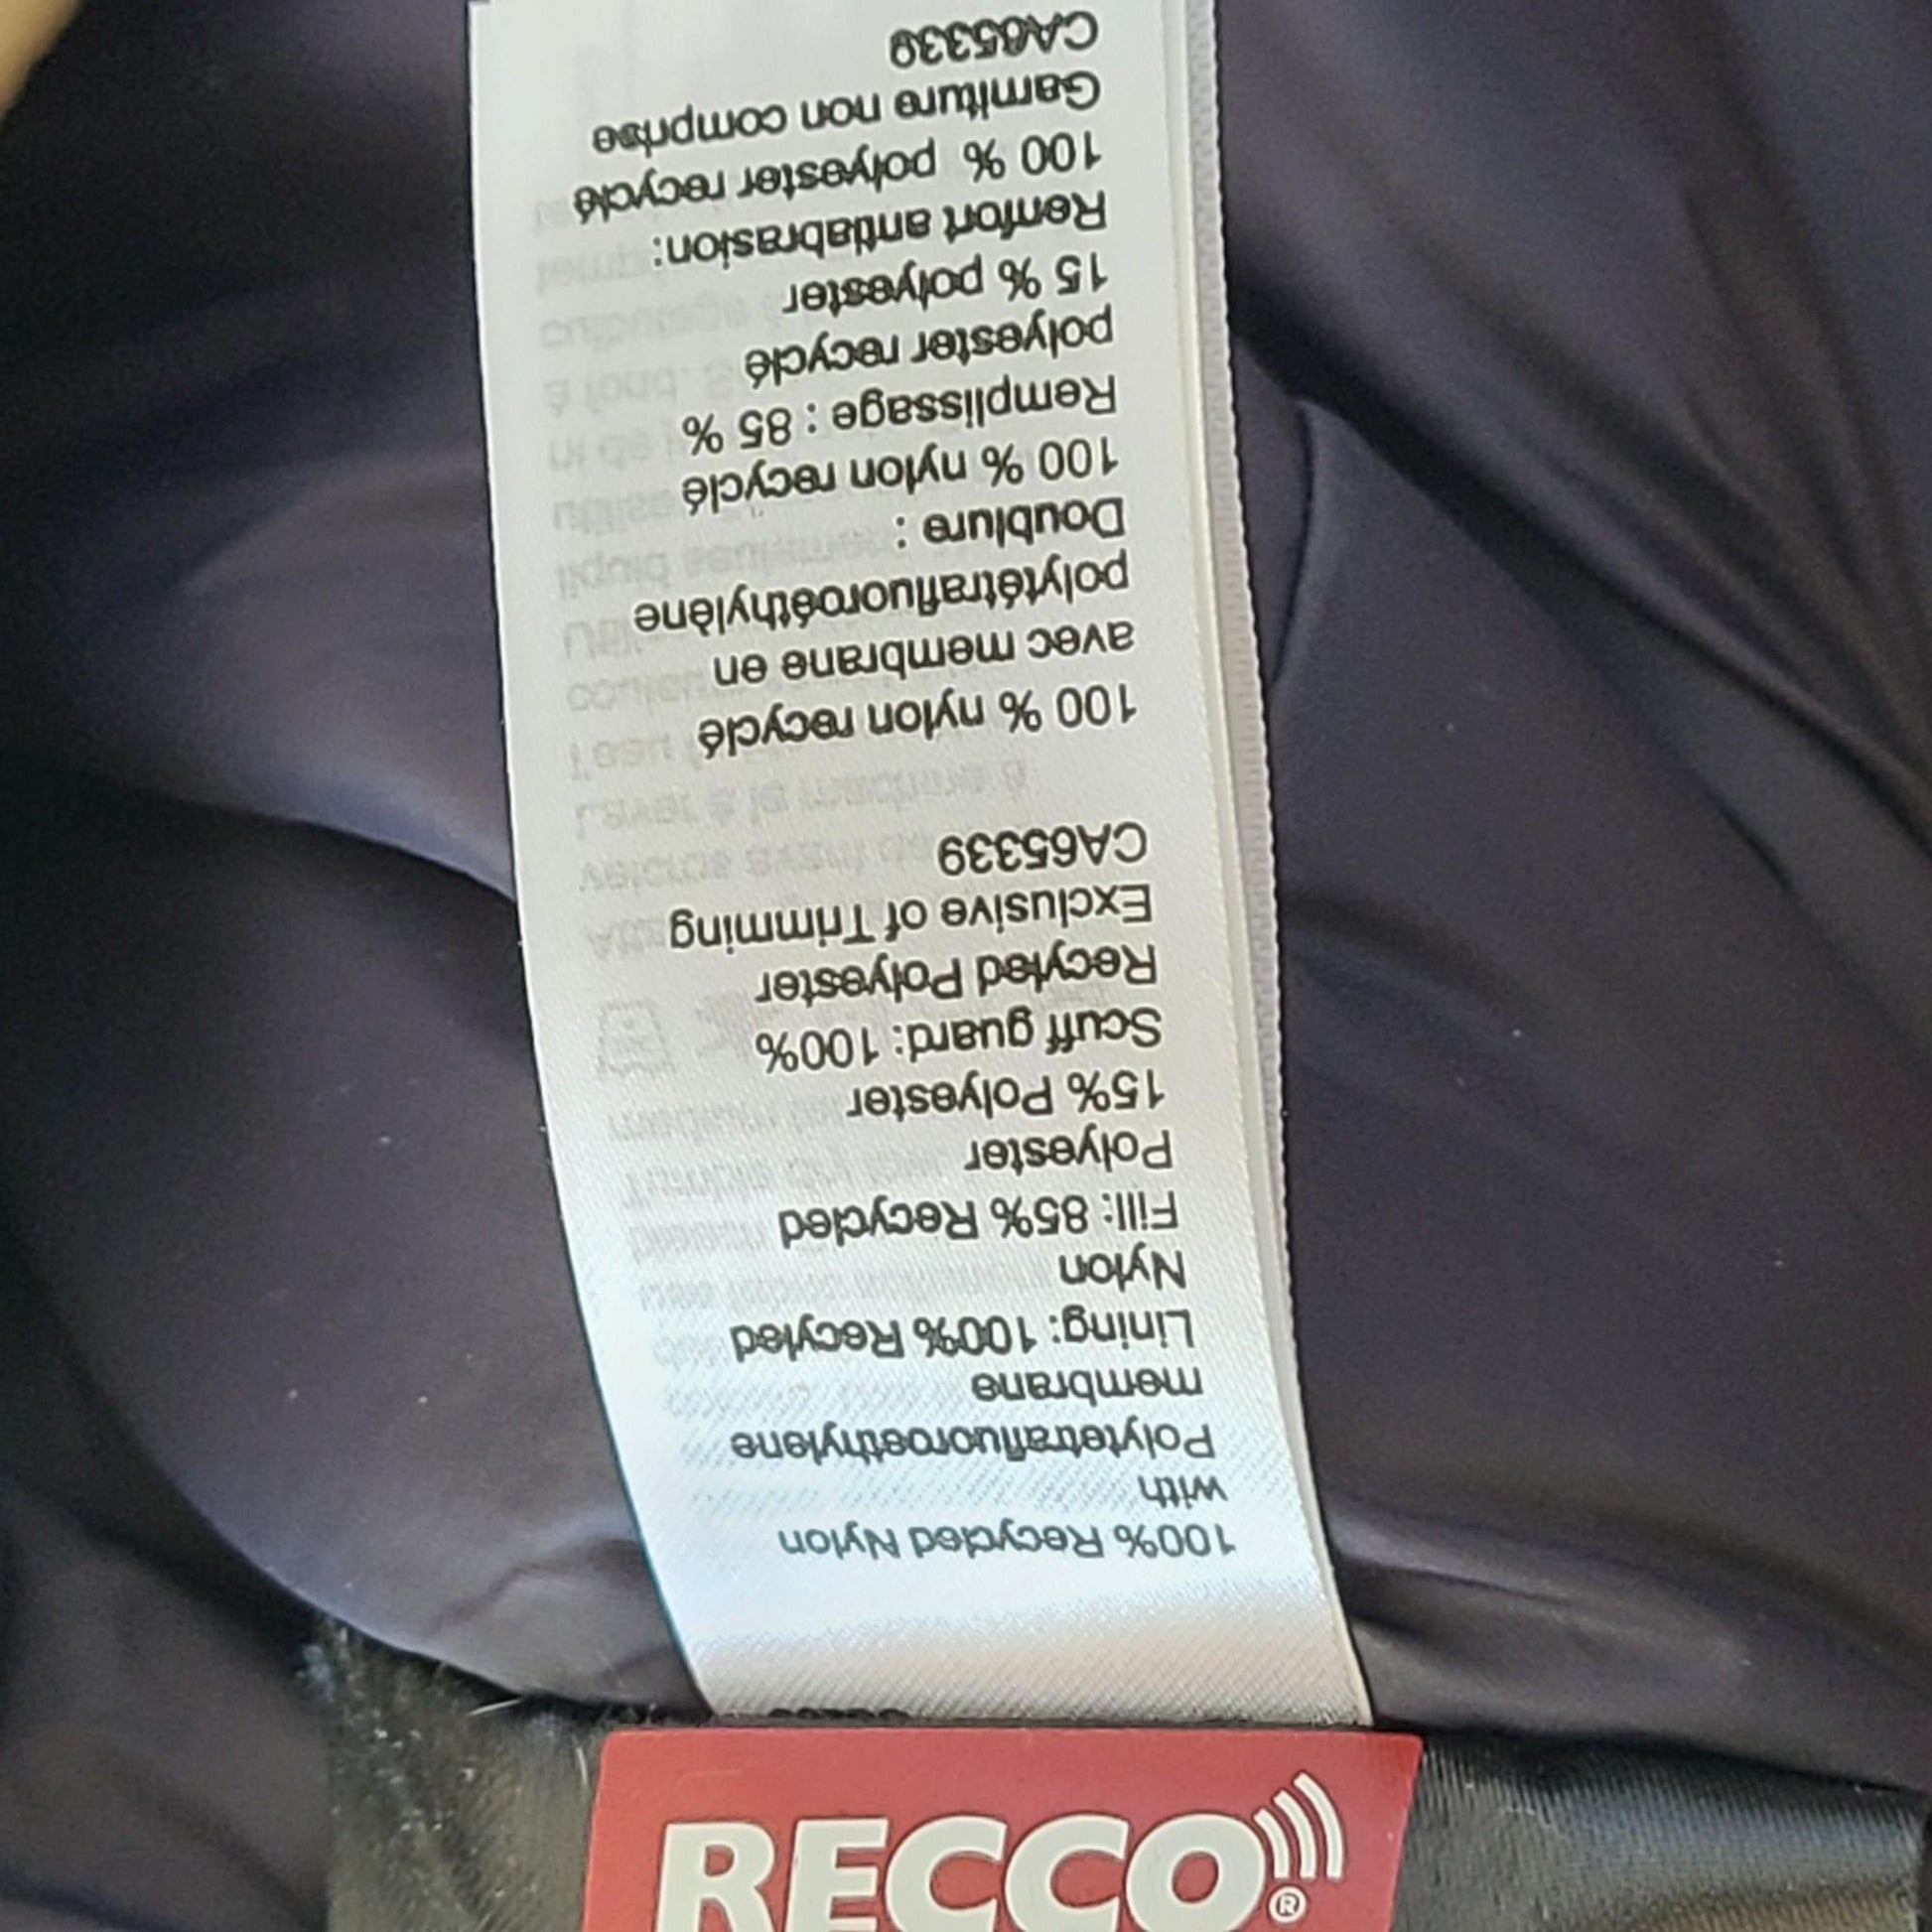 100% Recycled Nylon
with
Polytetrafluoroethylene
membrane
Lining: 100% Recycled
Nylon
Fill: 85% Recycled
Polyester
15% Polyester
Scuff guard: 100%
Recycled Polyester
Exclusive of Trimming
CA65339
100 % nylon recyclé
avec membrane en
polytétrafluoroéthylène
Doublure :
100 % nylon recyclé
Remplissage : 85 %
polyester recyclé
15 % polyester
Renfort antiabrasion:
100 % polyester recyclé
Garniture non comprise
CA65339
RECCO®